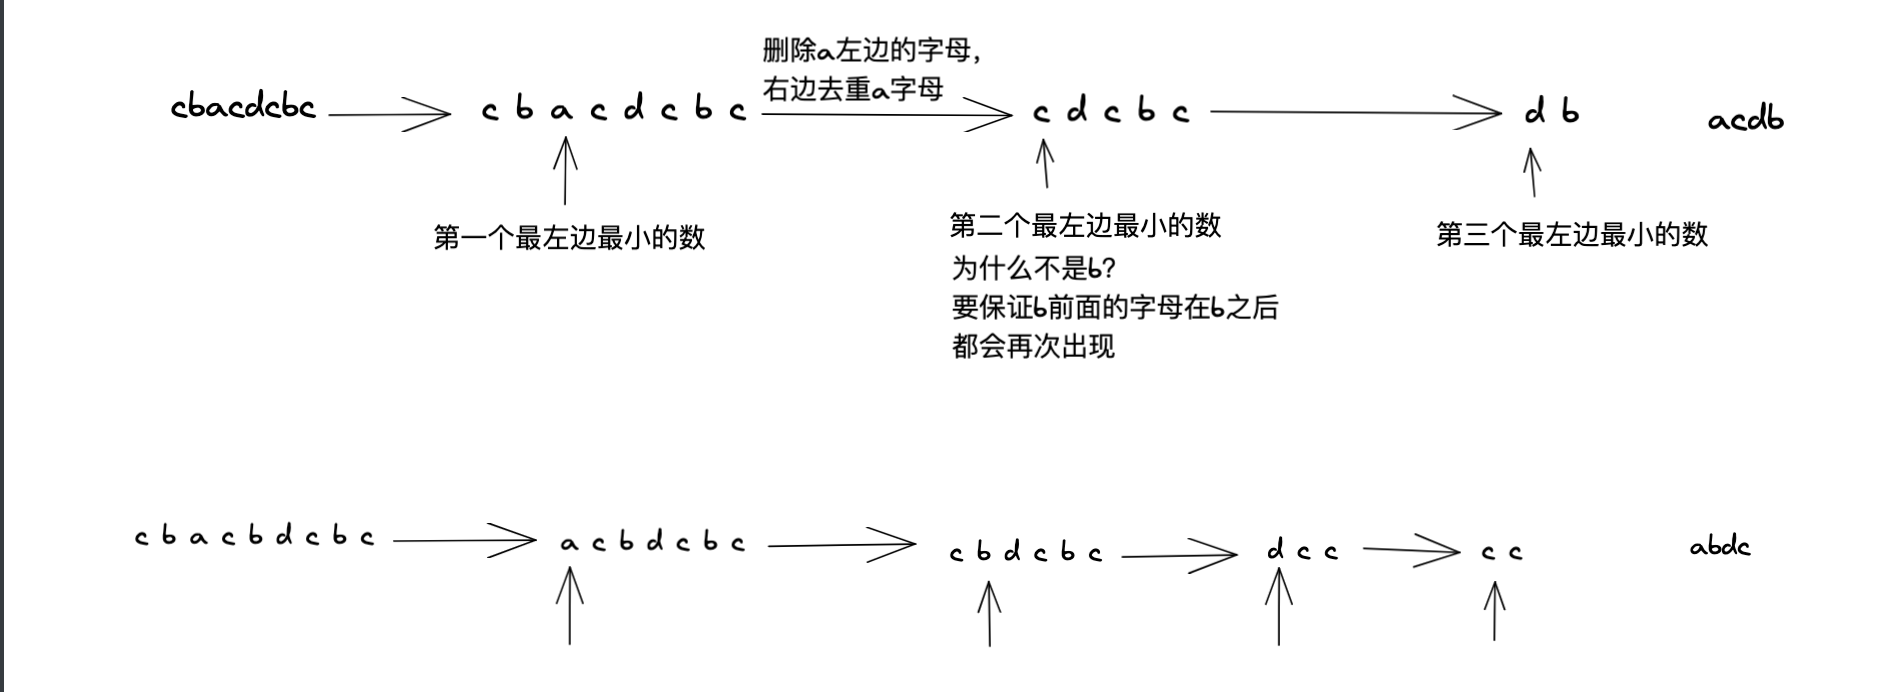 删除a左边的字母,
右边去重a字母
cbacdcbc
c b a c d c b c
c d c b c
d b
acdb
第一个最左边最小的数
第二个最左边最小的数
为什么不是b?
要保证b前面的字母在b之后
都会再次出现
第三个最左边最小的数
c b a c b d c b c
a c b d c b c
c b d c b c
d c c
c c
abdc